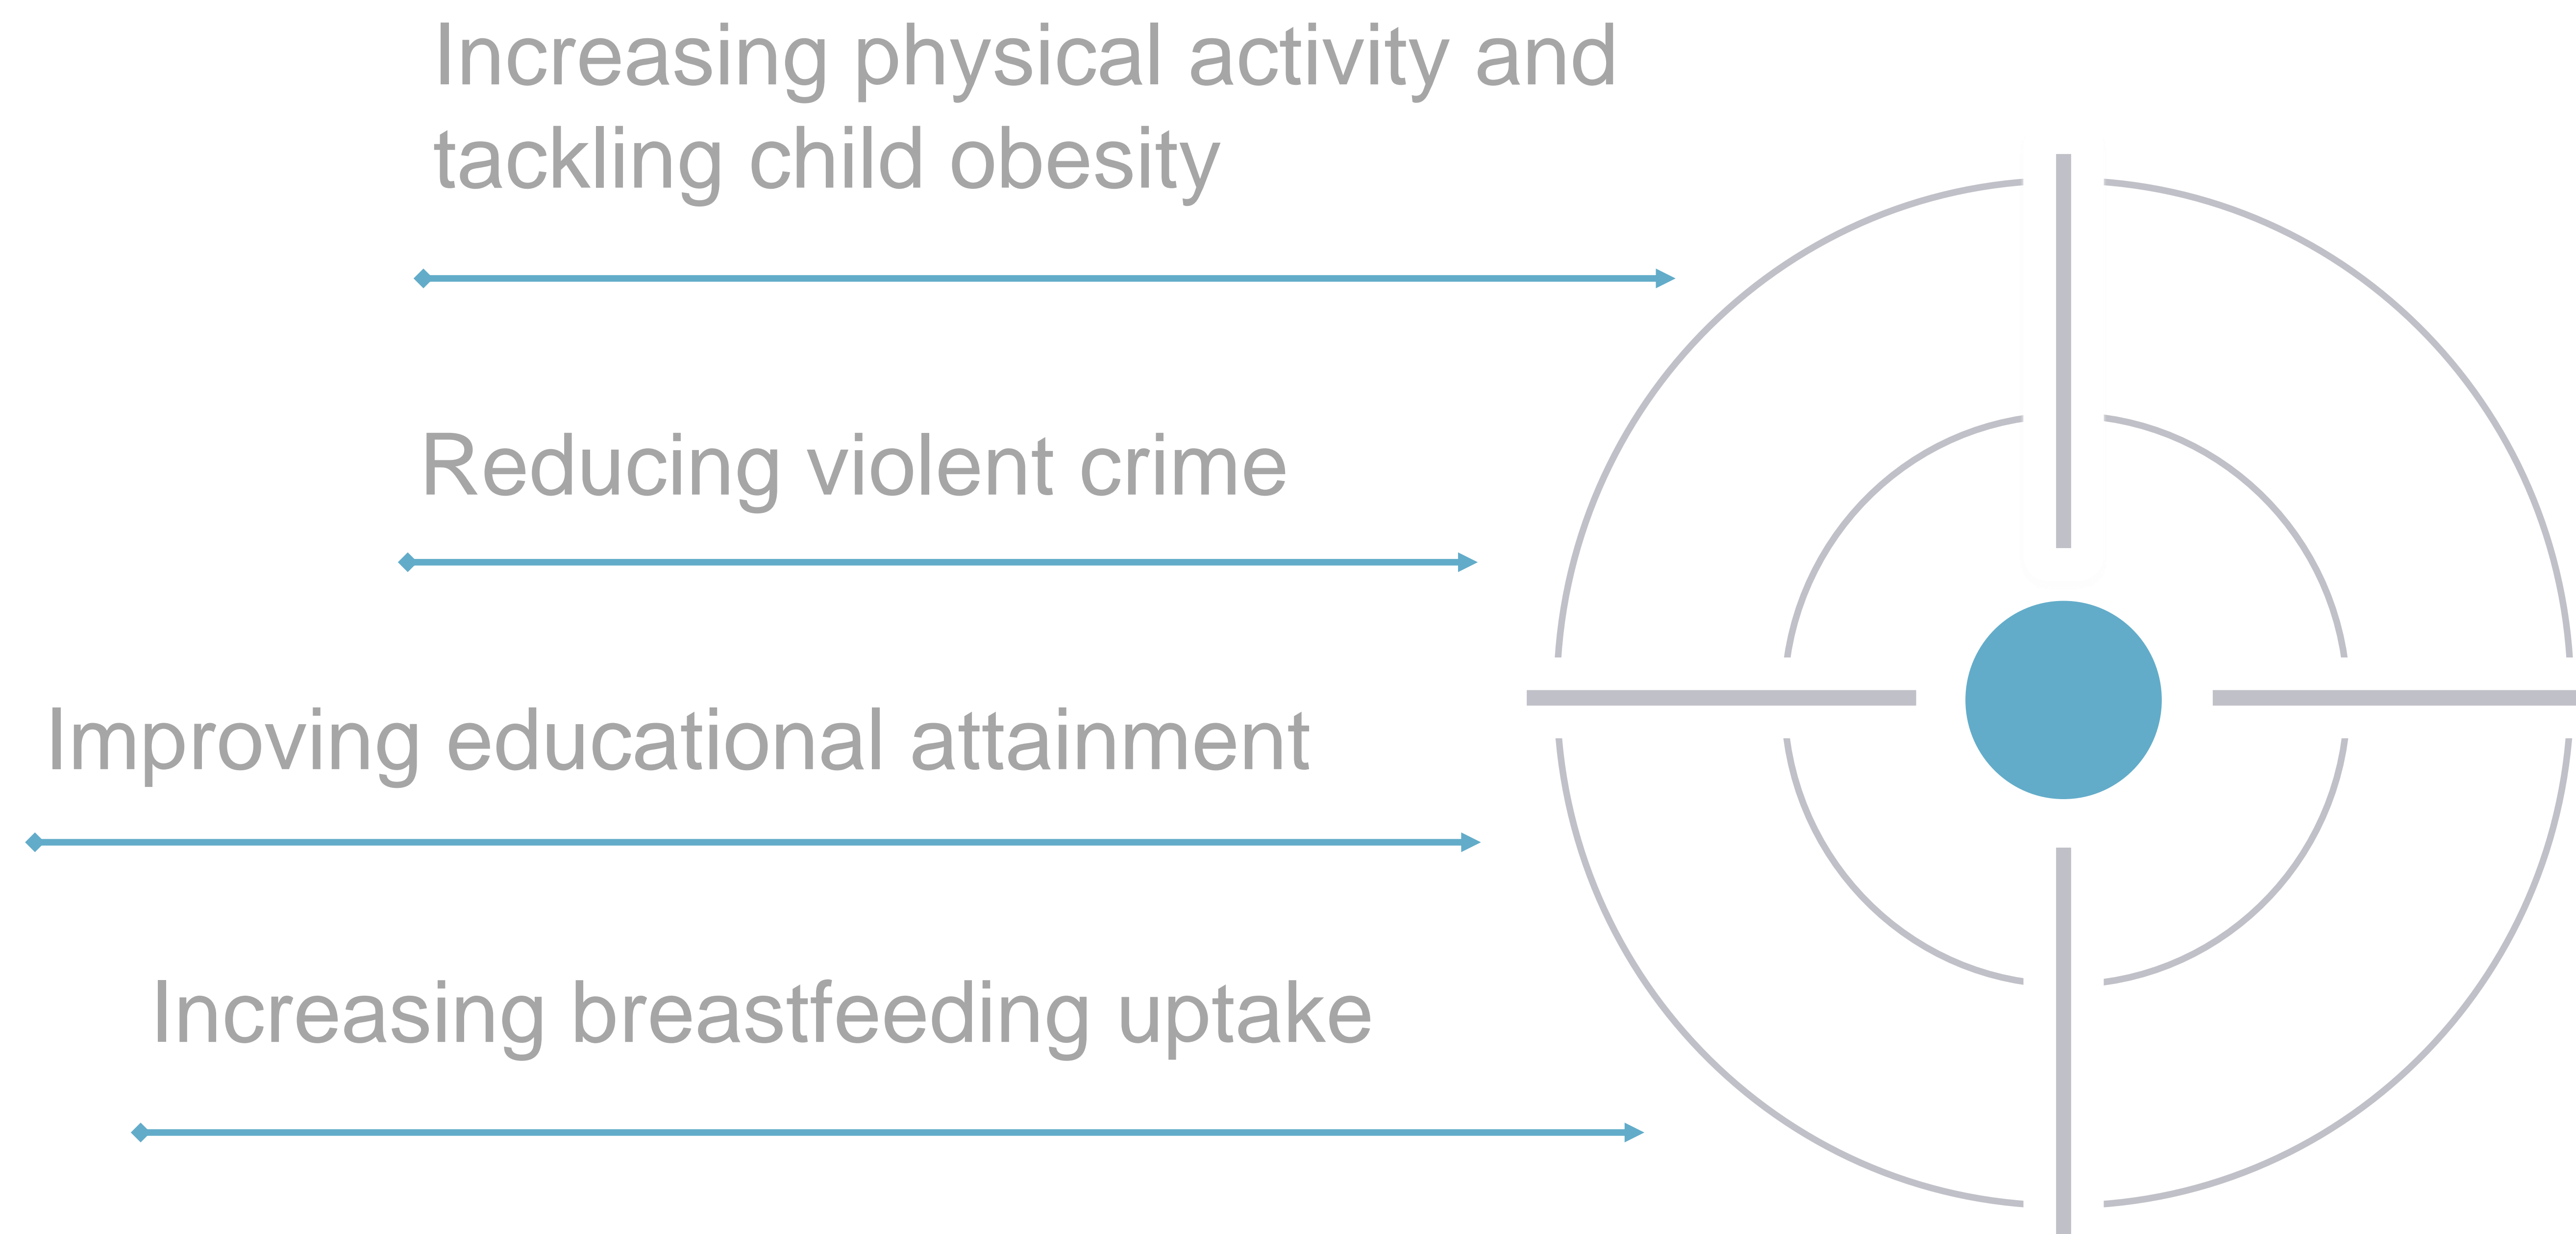 Increasing physical activity and
tackling child obesity
Reducing violent crime
Improving educational attainment
Increasing breastfeeding uptake